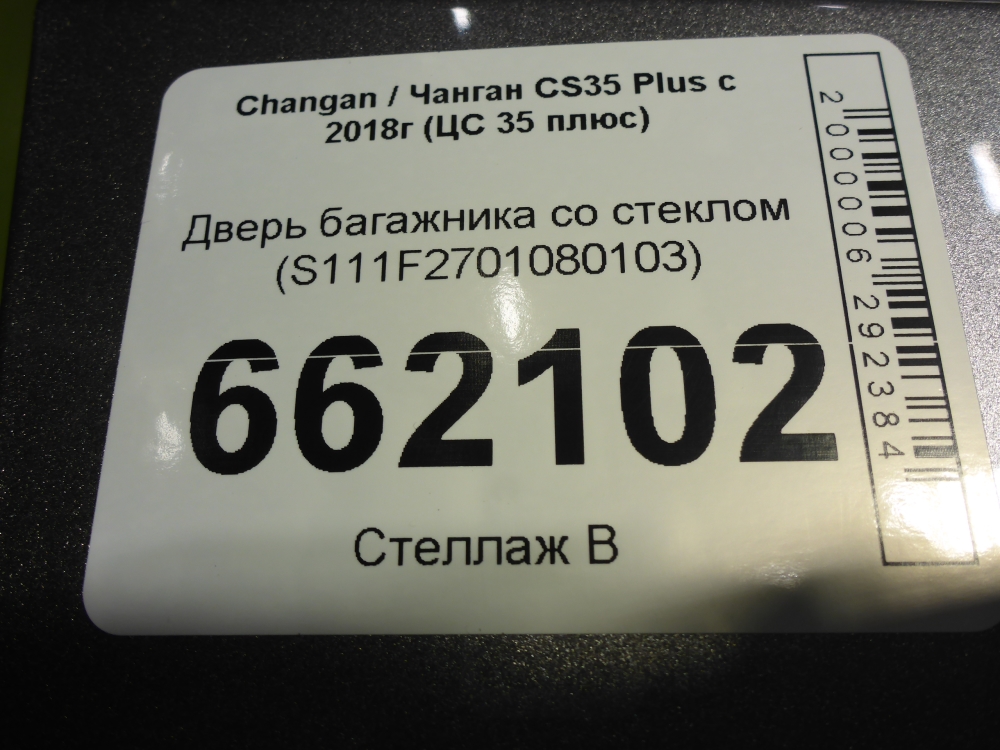 Changan / Чанган CS35 Plus с
2018г (ЦС 35 плюс)
Дверь багажника со стеклом
(S111F2701080103)
662102
Стеллаж В
2000006292384